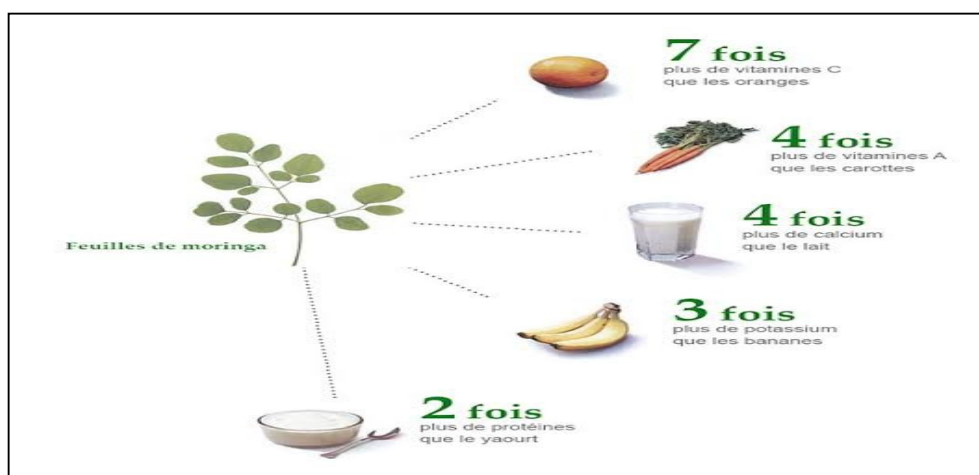 7 fois
plus de vitamines C
que les oranges
4 fois
plus de vitamines A
que les carottes
4 fois
plus de calcium
que le lait
Feuilles de moringa
3 fois
plus de potassium
que les bananes
2 fois
plus de protéines
que le yaourt